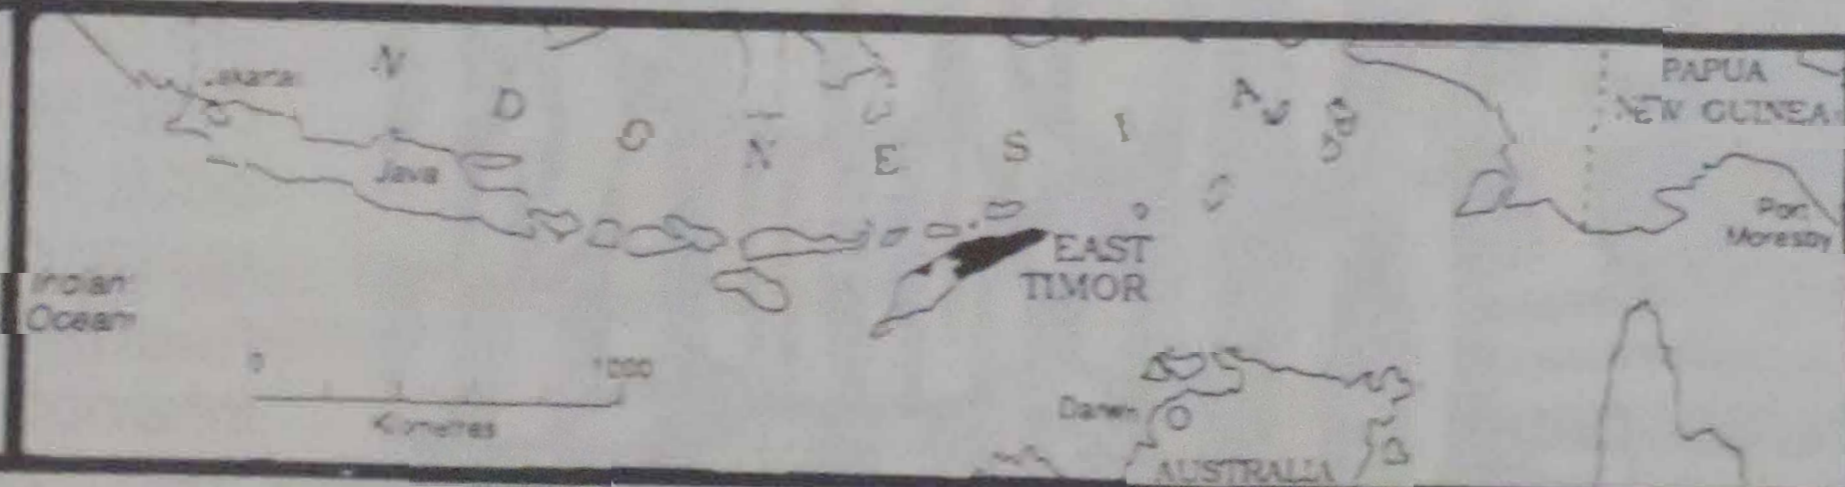 Jakarta
N D O N E S I A
PAPUA
NEW GUINEA
Java
Port
Moresby
EAST
TIMOR
Indian
Ocean
0 1000
Kilometres
Darwin
AUSTRALIA